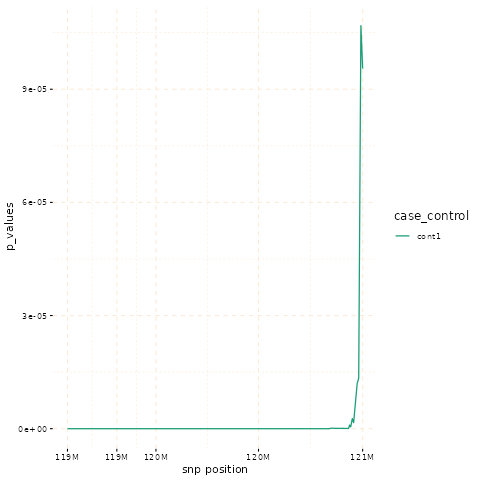 9e-05
6e-05
3e-05
0e+00
p_values
119M 119M 120M 120M 121M
snp position
case_control
cont1